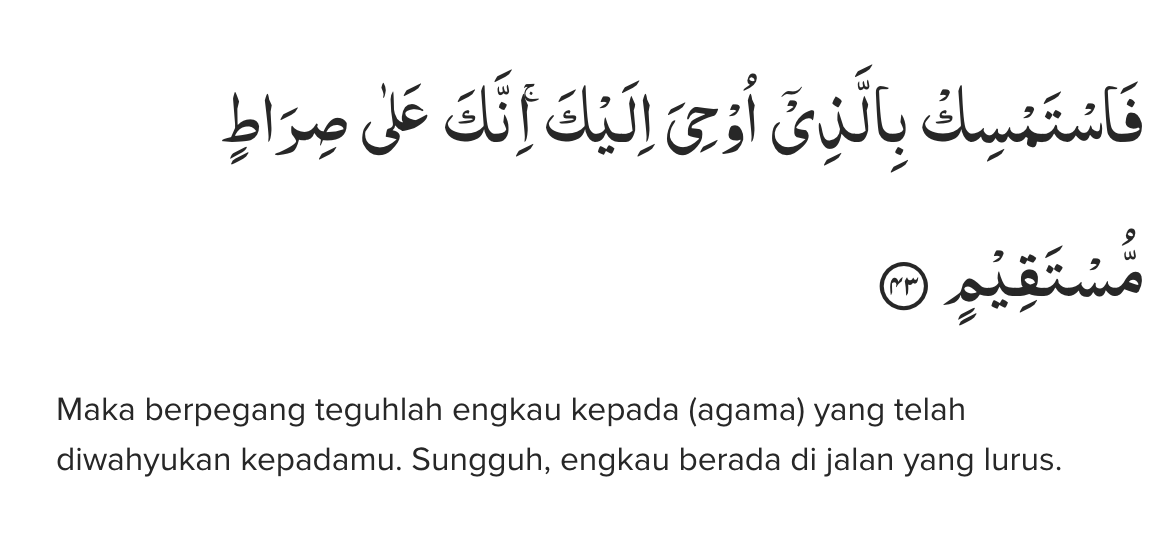 فَاسْتَمْسِكْ بِالَّذِيْٓ اُوْحِيَ اِلَيْكَ ۚاِنَّكَ عَلٰى صِرَاطٍ
مُّسْتَقِيْمٍ ۝٤٣
Maka berpegang teguhlah engkau kepada (agama) yang telah
diwahyukan kepadamu. Sungguh, engkau berada di jalan yang lurus.